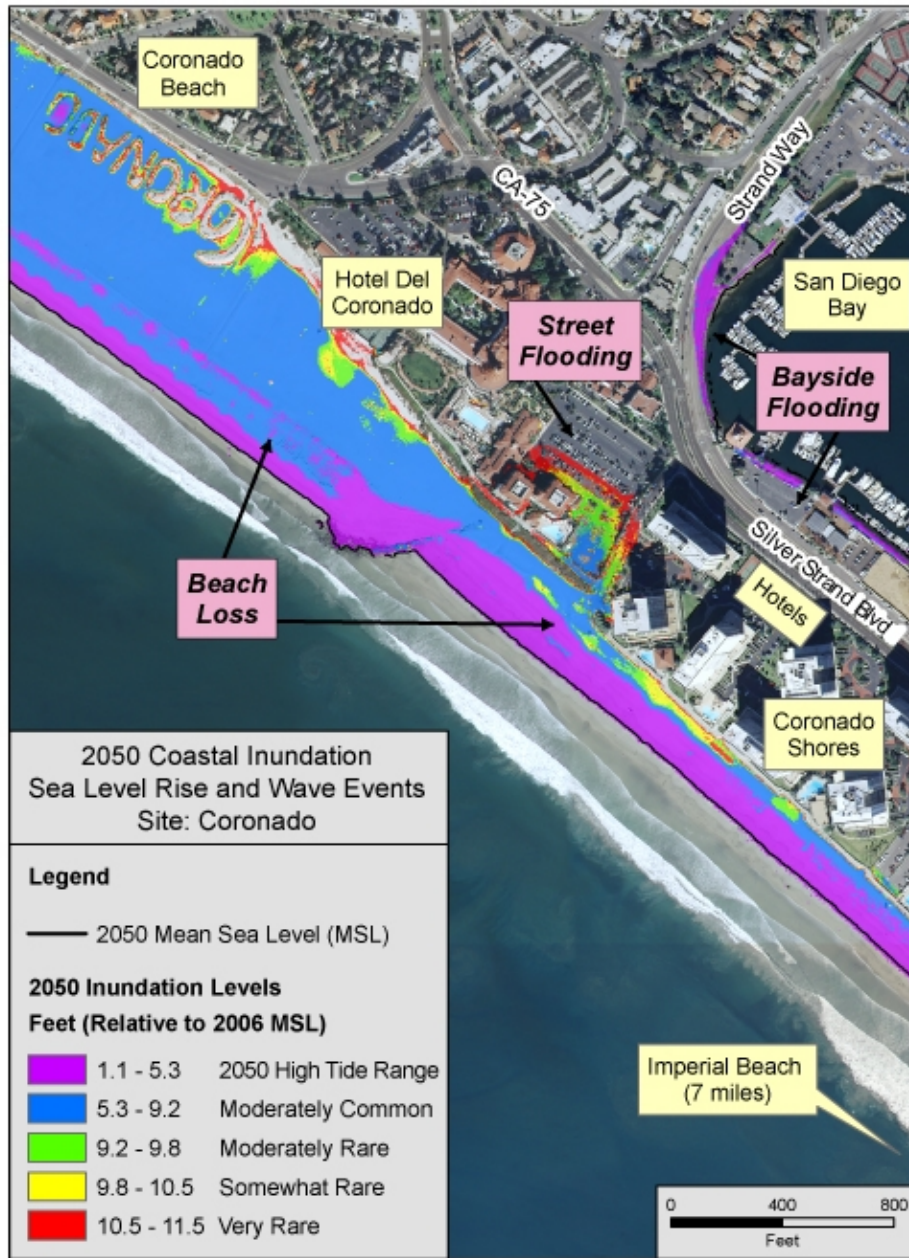 Coronado
Beach
CORONADO
CA-75
Strand Way
Hotel Del
Coronado
San Diego
Bay
Street
Flooding
Bayside
Flooding
Beach
Loss
Silver Strand Blvd
Hotels
Coronado
Shores
2050 Coastal Inundation
Sea Level Rise and Wave Events
Site: Coronado
Legend
2050 Mean Sea Level (MSL)
2050 Inundation Levels
Feet (Relative to 2006 MSL)
1.1 - 5.3 2050 High Tide Range
5.3 - 9.2 Moderately Common
9.2 - 9.8 Moderately Rare
9.8 - 10.5 Somewhat Rare
10.5 - 11.5 Very Rare
Imperial Beach
(7 miles)
0 400 800
Feet